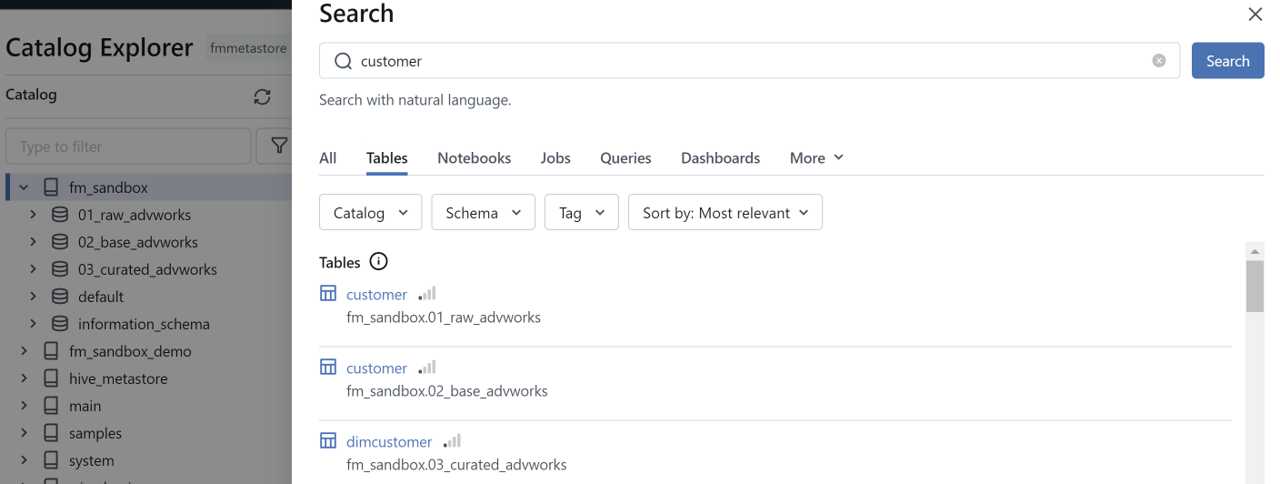 Catalog Explorer fmmetastore
Catalog
Type to filter
fm_sandbox
01_raw_advworks
02_base_advworks
03_curated_advworks
default
information_schema
fm_sandbox_demo
hive_metastore
main
samples
system
Search
customer
Search
Search with natural language.
All Tables Notebooks Jobs Queries Dashboards More
Catalog Schema Tag Sort by: Most relevant
Tables
customer
fm_sandbox.01_raw_advworks
customer
fm_sandbox.02_base_advworks
dimcustomer
fm_sandbox.03_curated_advworks